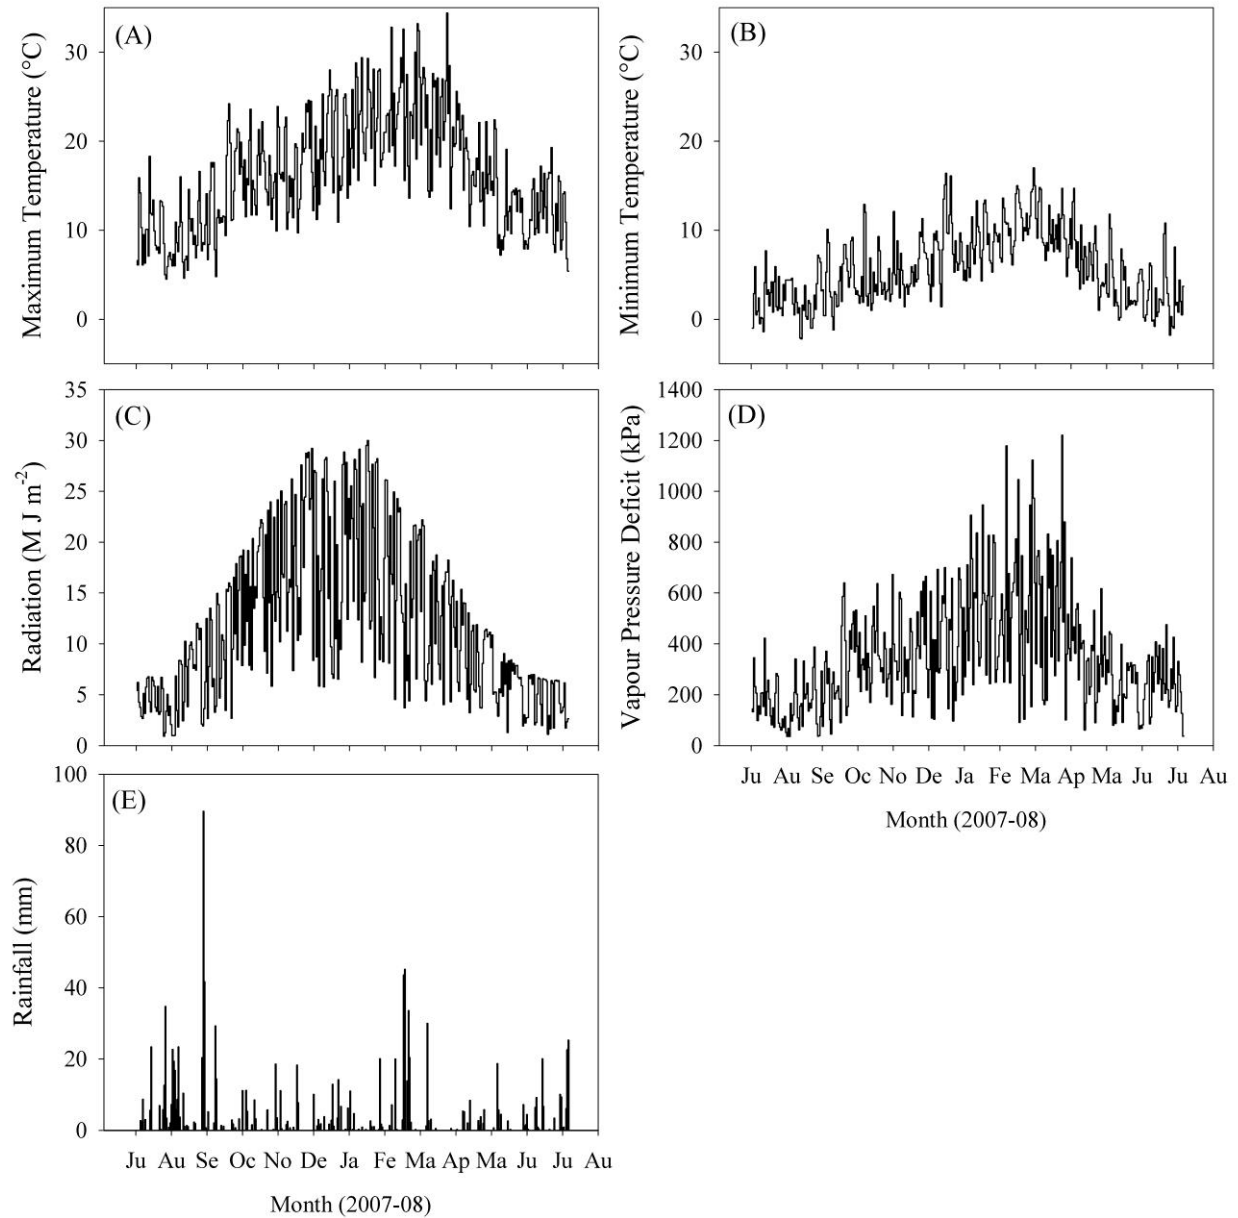 (A)
Maximum Temperature (°C)
30
20
10
0
(B)
Minimum Temperature (°C)
30
20
10
0
(C)
Radiation (M J m⁻²)
35
30
25
20
15
10
5
0
(D)
Vapour Pressure Deficit (kPa)
1400
1200
1000
800
600
400
200
0
Ju Au Se Oc No De Ja Fe Ma Ap Ma Ju Ju Au
Month (2007-08)
(E)
Rainfall (mm)
100
80
60
40
20
0
Ju Au Se Oc No De Ja Fe Ma Ap Ma Ju Ju Au
Month (2007-08)